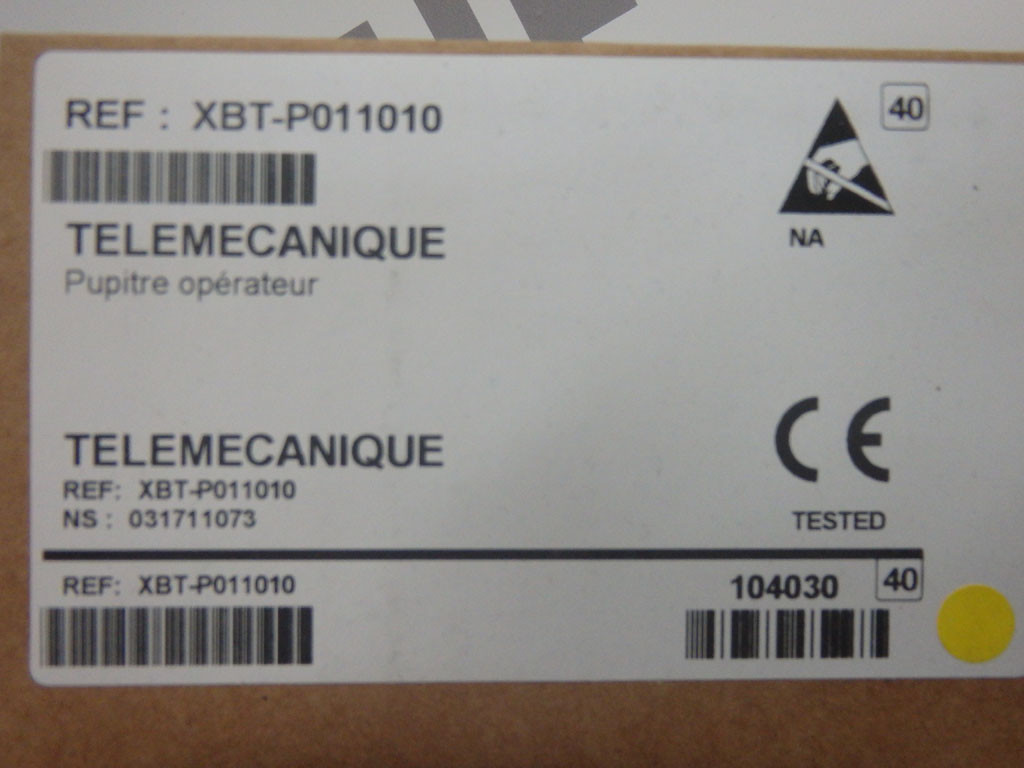 REF : XBT-P011010
40
TELEMECANIQUE
Pupitre opérateur
NA
TELEMECANIQUE
REF: XBT-P011010
NS : 031711073
CE
TESTED
REF: XBT-P011010
104030
40